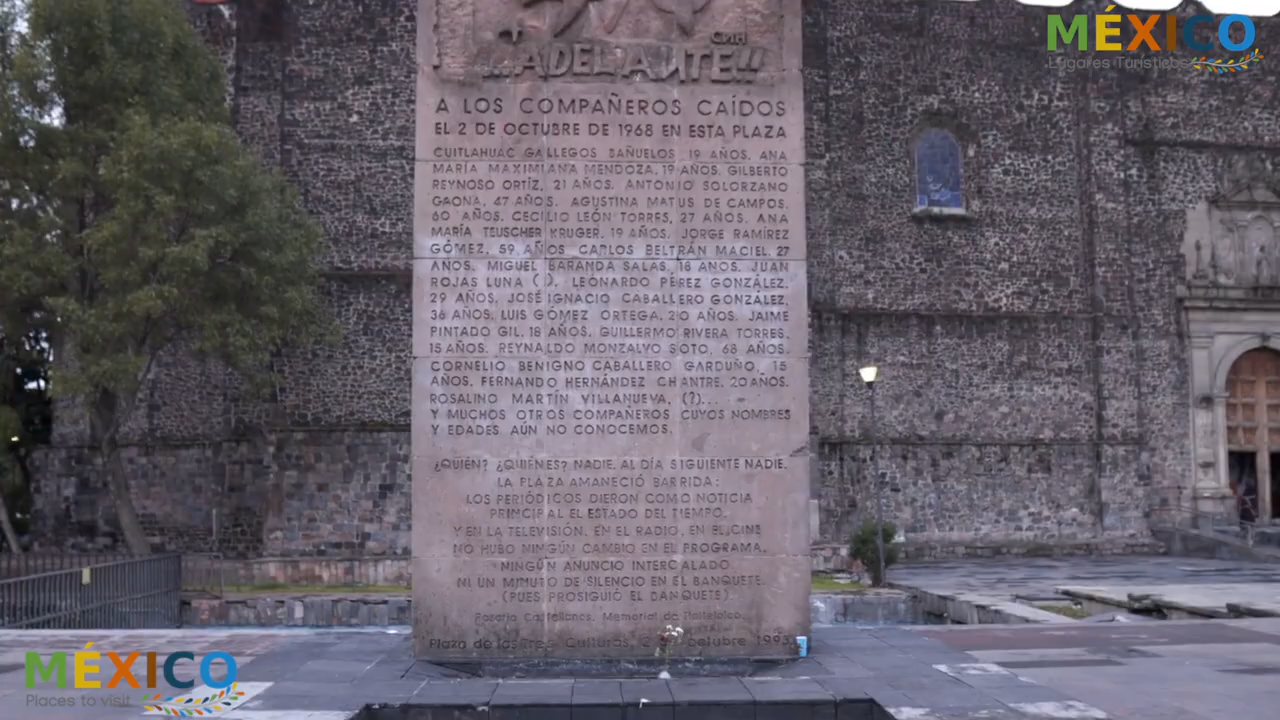 MÉXICO
Lugares Turísticos
СИН
¡¡ADELANTE!!
A LOS COMPAÑEROS CAÍDOS
EL 2 DE OCTUBRE DE 1968 EN ESTA PLAZA
CUITLAHUAC GALLEGOS BAÑUELOS 19 AÑOS. ANA
MARÍA MAXIMIANA MENDOZA. 19 AÑOS. GILBERTO
REYNOSO ORTÍZ, 21 AÑOS. ANTONIO SOLORZANO
GAONA, 47 AÑOS. AGUSTINA MATUS DE CAMPOS.
60 AÑOS. CECILIO LEÓN TORRES, 27 AÑOS. ANA
MARÍA TEUSCHER KRUGER. 19 AÑOS. JORGE RAMÍREZ
GÓMEZ. 59 AÑOS CARLOS BELTRÁN MACIEL. 27
AÑOS. MIGUEL BARANDA SALAS. 18 AÑOS. JUAN
ROJAS LUNA ( ). LEONARDO PÉREZ GONZÁLEZ.
29 AÑOS. JOSÉ IGNACIO CABALLERO GONZÁLEZ,
36 AÑOS. LUIS GÓMEZ ORTEGA. 20 AÑOS. JAIME
PINTADO GIL. 18 AÑOS. GUILLERMO RIVERA TORRES.
15 AÑOS. REYNALDO MONZALVO SOTO, 68 AÑOS.
CORNELIO BENIGNO CABALLERO GARDUÑO, 15
AÑOS. FERNANDO HERNÁNDEZ CHANTRE. 20 AÑOS.
ROSALINO MARTÍN VILLANUEVA, (?)...
Y MUCHOS OTROS COMPAÑEROS CUYOS NOMBRES
Y EDADES AÚN NO CONOCEMOS.
¿QUIÉN? ¿QUIÉNES? NADIE. AL DÍA SIGUIENTE NADIE.
LA PLAZA AMANECIÓ BARRIDA:
LOS PERIÓDICOS DIERON COMO NOTICIA
PRINCIPAL EL ESTADO DEL TIEMPO.
Y EN LA TELEVISIÓN, EN EL RADIO, EN EL CINE
NO HUBO NINGÚN CAMBIO EN EL PROGRAMA.
NINGÚN ANUNCIO INTERCALADO.
NI UN MINUTO DE SILENCIO EN EL BANQUETE.
(PUES PROSIGUIÓ EL BANQUETE)
Rosario Castellanos. Memorial de Tlatelolco.
Plaza de las Tres Culturas, 2 octubre 1993.
MÉXICO
Places to visit